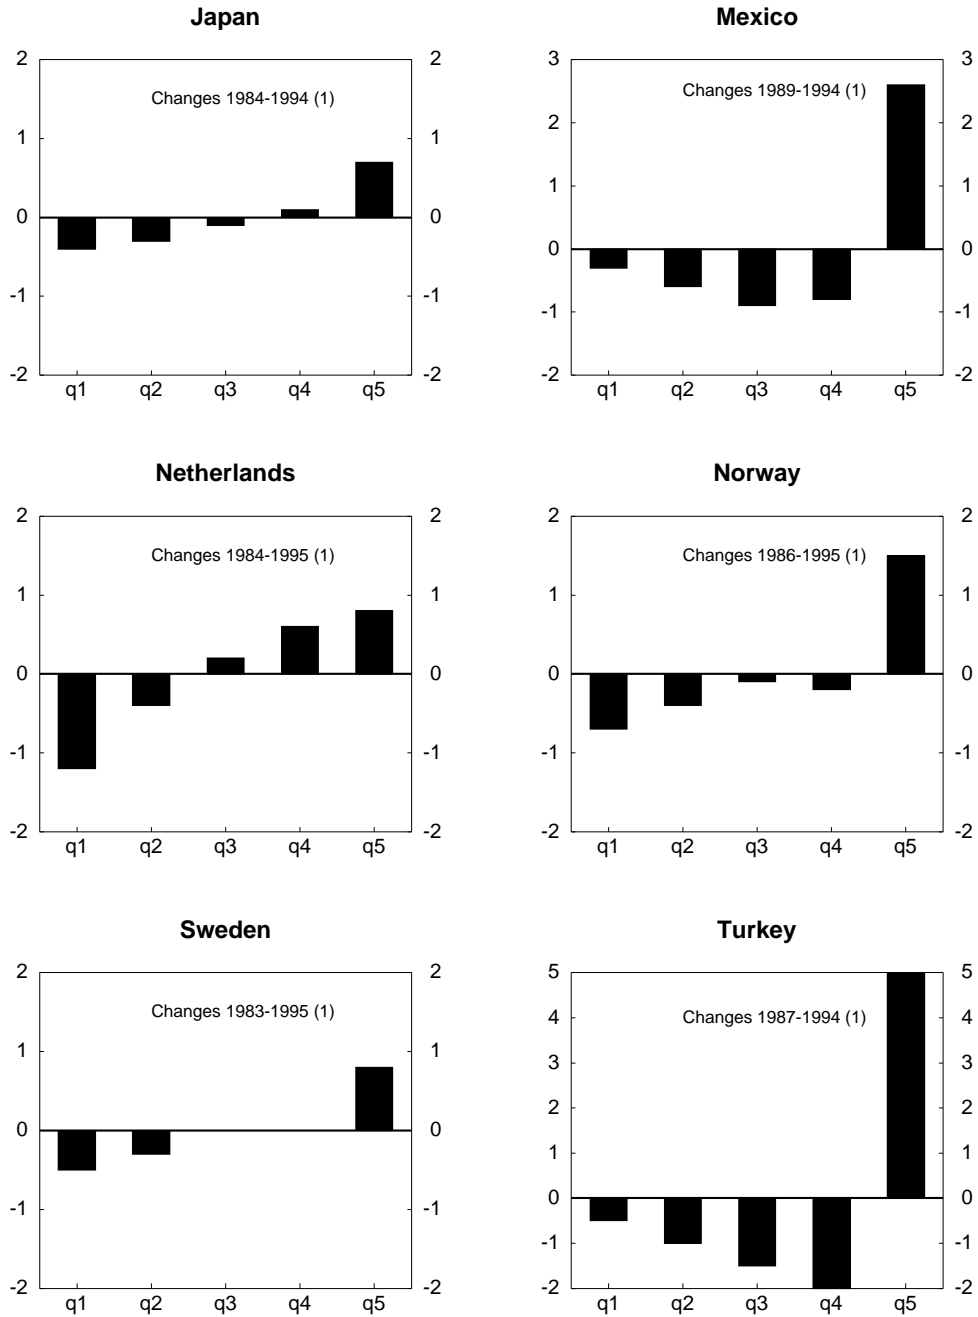 Japan
2 2
Changes 1984-1994 (1)
1 1
0 0
-1 -1
-2 -2
q1 q2 q3 q4 q5
Mexico
3 3
Changes 1989-1994 (1)
2 2
1 1
0 0
-1 -1
-2 -2
q1 q2 q3 q4 q5
Netherlands
2 2
Changes 1984-1995 (1)
1 1
0 0
-1 -1
-2 -2
q1 q2 q3 q4 q5
Norway
2 2
Changes 1986-1995 (1)
1 1
0 0
-1 -1
-2 -2
q1 q2 q3 q4 q5
Sweden
2 2
Changes 1983-1995 (1)
1 1
0 0
-1 -1
-2 -2
q1 q2 q3 q4 q5
Turkey
5 5
Changes 1987-1994 (1)
4 4
3 3
2 2
1 1
0 0
-1 -1
-2 -2
q1 q2 q3 q4 q5